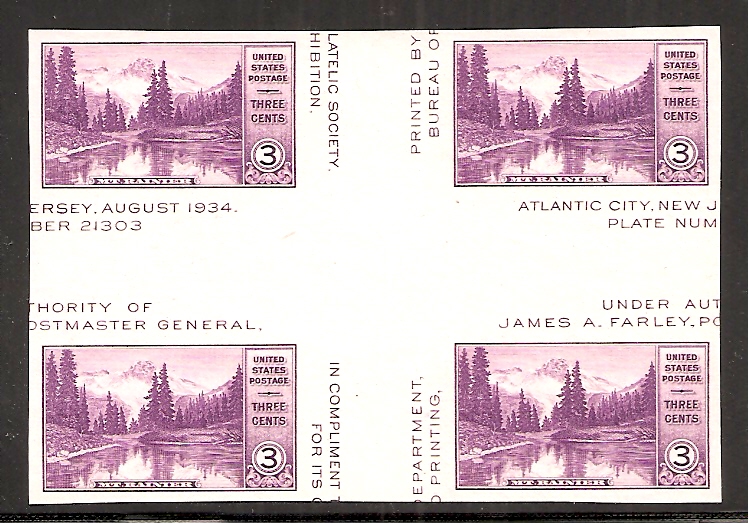 UNITED
STATES
POSTAGE
THREE
CENTS
3
MT. RAINIER
LATELIC SOCIETY.
HIBITION.
PRINTED BY
BUREAU OF
UNITED
STATES
POSTAGE
THREE
CENTS
3
MT. RAINIER
ERSEY, AUGUST 1934.
BER 21303
ATLANTIC CITY, NEW J
PLATE NUM
THORITY OF
OSTMASTER GENERAL,
UNDER AUT
JAMES A. FARLEY, PO
UNITED
STATES
POSTAGE
THREE
CENTS
3
MT. RAINIER
IN COMPLIMENT T
FOR ITS
EPARTMENT,
PRINTING,
UNITED
STATES
POSTAGE
THREE
CENTS
3
MT. RAINIER